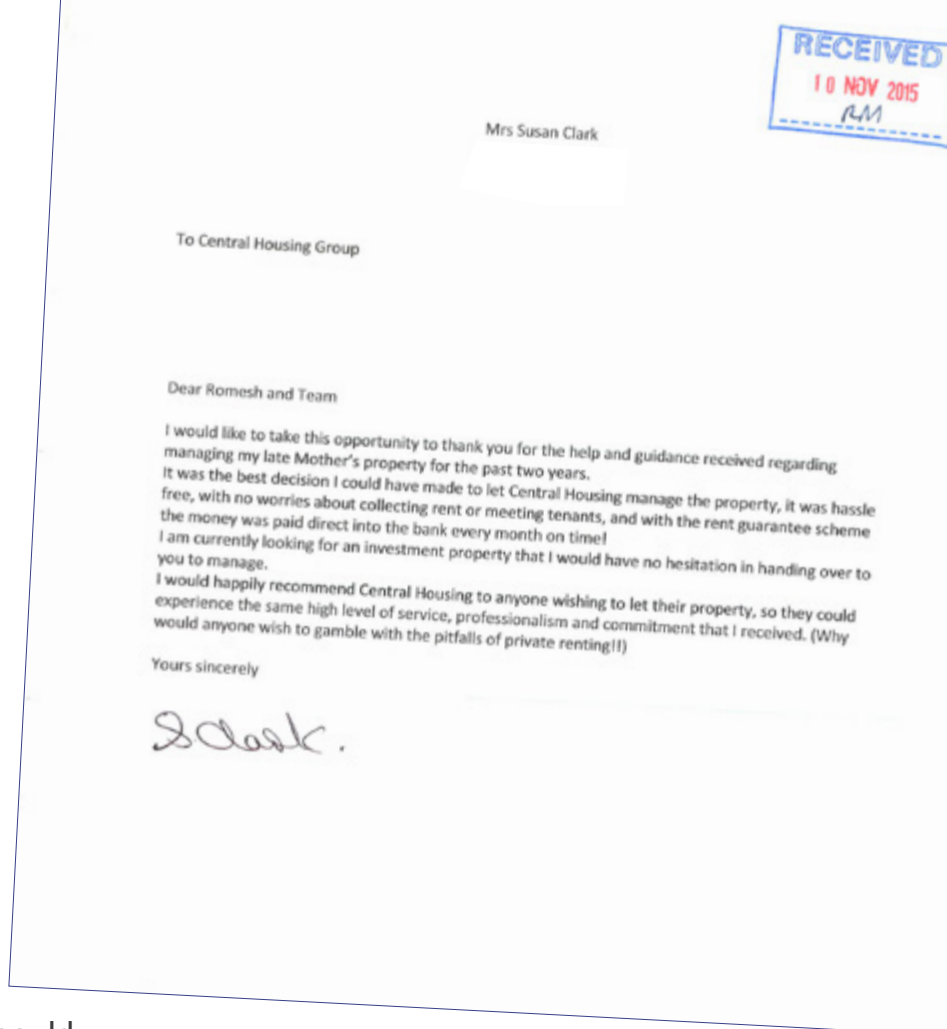 RECEIVED
10 NOV 2015
RM
Mrs Susan Clark
To Central Housing Group
Dear Romesh and Team
I would like to take this opportunity to thank you for the help and guidance received regarding
managing my late Mother's property for the past two years.
It was the best decision I could have made to let Central Housing manage the property, it was hassle
free, with no worries about collecting rent or meeting tenants, and with the rent guarantee scheme
the money was paid direct into the bank every month on time!
I am currently looking for an investment property that I would have no hesitation in handing over to
you to manage.
I would happily recommend Central Housing to anyone wishing to let their property, so they could
experience the same high level of service, professionalism and commitment that I received. (Why
would anyone wish to gamble with the pitfalls of private renting!!)
Yours sincerely
S Clark.